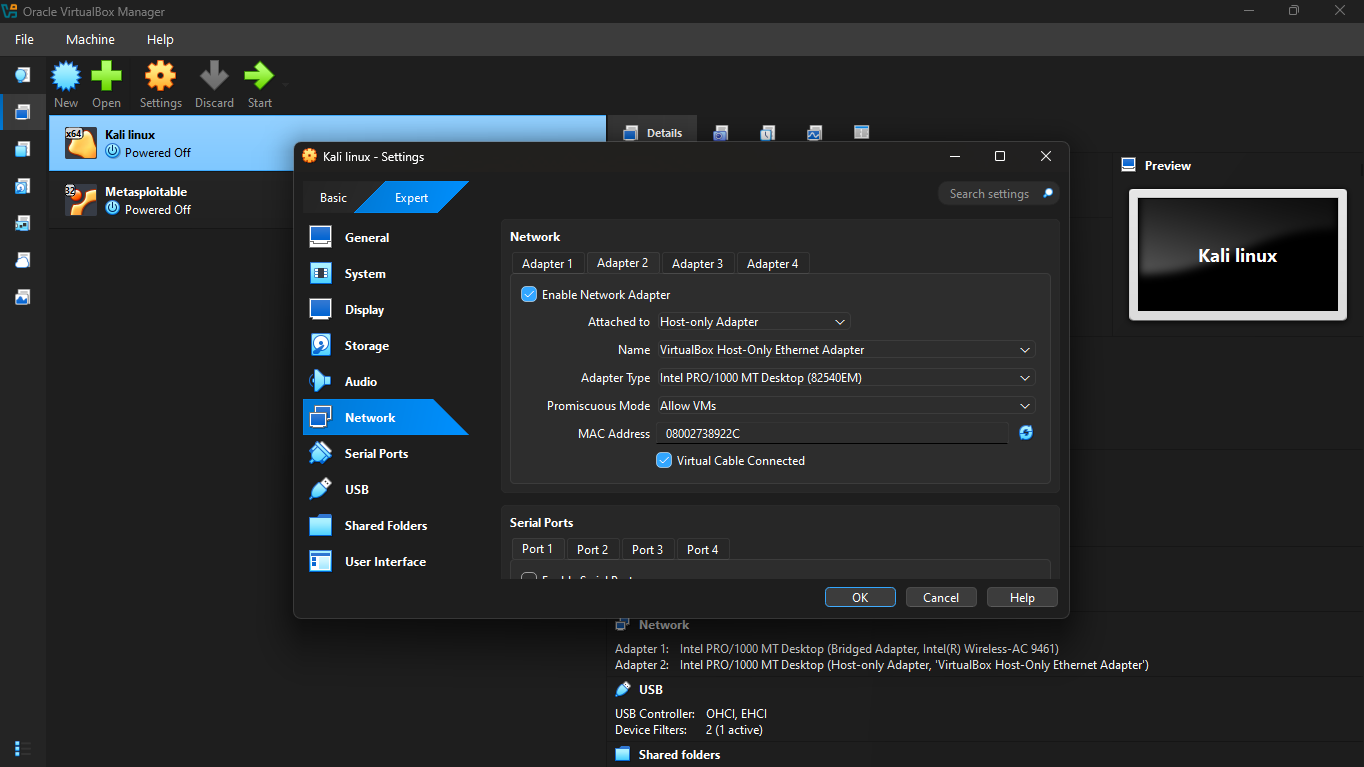 Oracle VirtualBox Manager
File Machine Help
New Open Settings Discard Start
x64 Kali linux
Powered Off
32 Metasploitable
Powered Off
Details
Preview
Kali linux
Kali linux - Settings
Basic Expert
Search settings
General
System
Display
Storage
Audio
Network
Serial Ports
USB
Shared Folders
User Interface
Network
Adapter 1 Adapter 2 Adapter 3 Adapter 4
Enable Network Adapter
Attached to Host-only Adapter
Name VirtualBox Host-Only Ethernet Adapter
Adapter Type Intel PRO/1000 MT Desktop (82540EM)
Promiscuous Mode Allow VMs
MAC Address 08002738922C
Virtual Cable Connected
Serial Ports
Port 1 Port 2 Port 3 Port 4
OK Cancel Help
Network
Adapter 1: Intel PRO/1000 MT Desktop (Bridged Adapter, Intel(R) Wireless-AC 9461)
Adapter 2: Intel PRO/1000 MT Desktop (Host-only Adapter, 'VirtualBox Host-Only Ethernet Adapter')
USB
USB Controller: OHCI, EHCI
Device Filters: 2 (1 active)
Shared folders